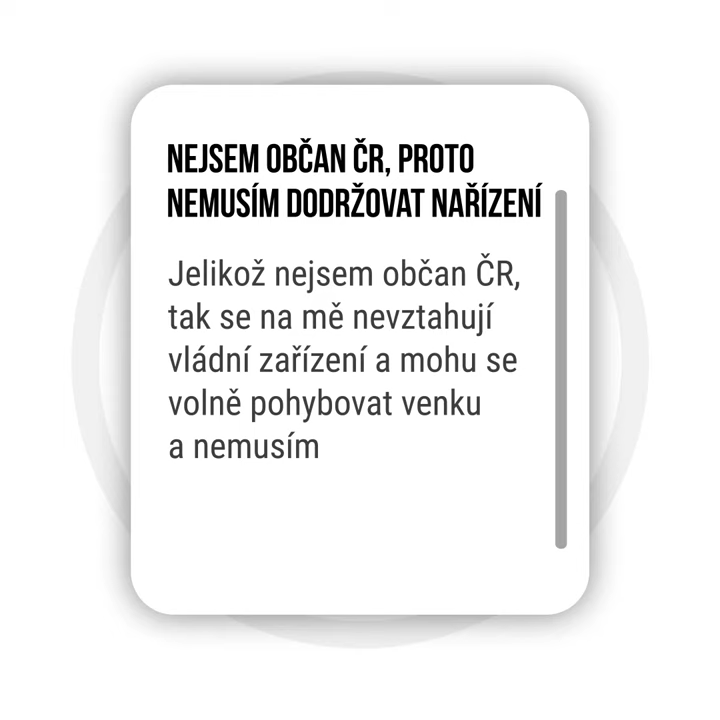 NEJSEM OBČAN ČR, PROTO
NEMUSÍM DODRŽOVAT NAŘÍZENÍ
Jelikož nejsem občan ČR,
tak se na mě nevztahují
vládní zařízení a mohu se
volně pohybovat venku
a nemusím